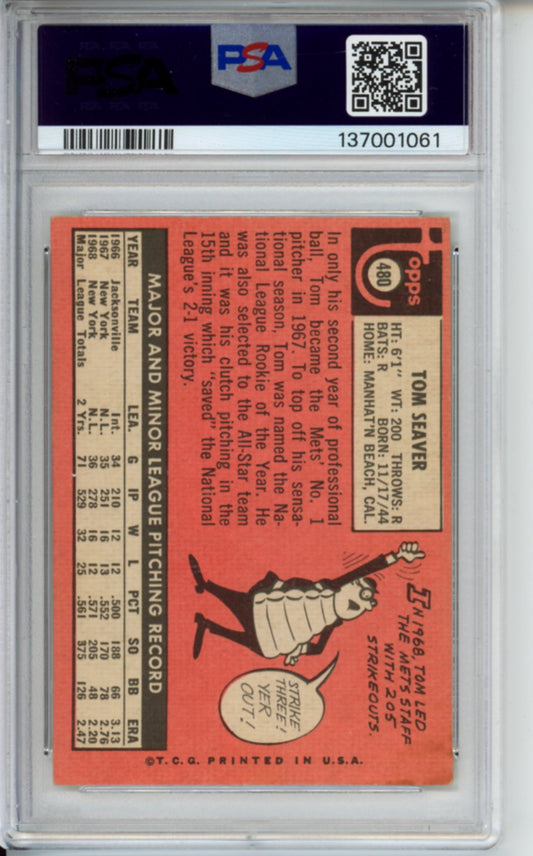 PSA PSA PSA
PSA
PSA PSA PSA
PSA
137001061
Topps
480
TOM SEAVER
HT: 6'1" WT: 200 THROWS: R
BATS: R BORN: 11/17/44
HOME: MANHAT'N BEACH, CAL.
In only his second year of professional
ball, Tom became the Mets' No. 1
pitcher in 1967. To top off his sensa-
tional season, Tom was named the Na-
tional League Rookie of the Year. He
was also selected to the All-Star team
and it was his clutch pitching in the
15th inning which "saved" the National
League's 2-1 victory.
IN 1968, TOM LED
THE METS STAFF
WITH 205
STRIKEOUTS.
STRIKE
THREE!
YER
OUT!
MAJOR AND MINOR LEAGUE PITCHING RECORD
YEAR TEAM LEA. G IP W L PCT SO BB ERA
1966 Jacksonville Int. 34 210 12 12 .500 188 66 3.13
1967 New York N.L. 35 251 16 13 .552 170 78 2.76
1968 New York N.L. 36 278 16 12 .571 205 48 2.20
Major League Totals 2 Yrs. 71 529 32 25 .561 375 126 2.47
©T.C.G. PRINTED IN U.S.A.